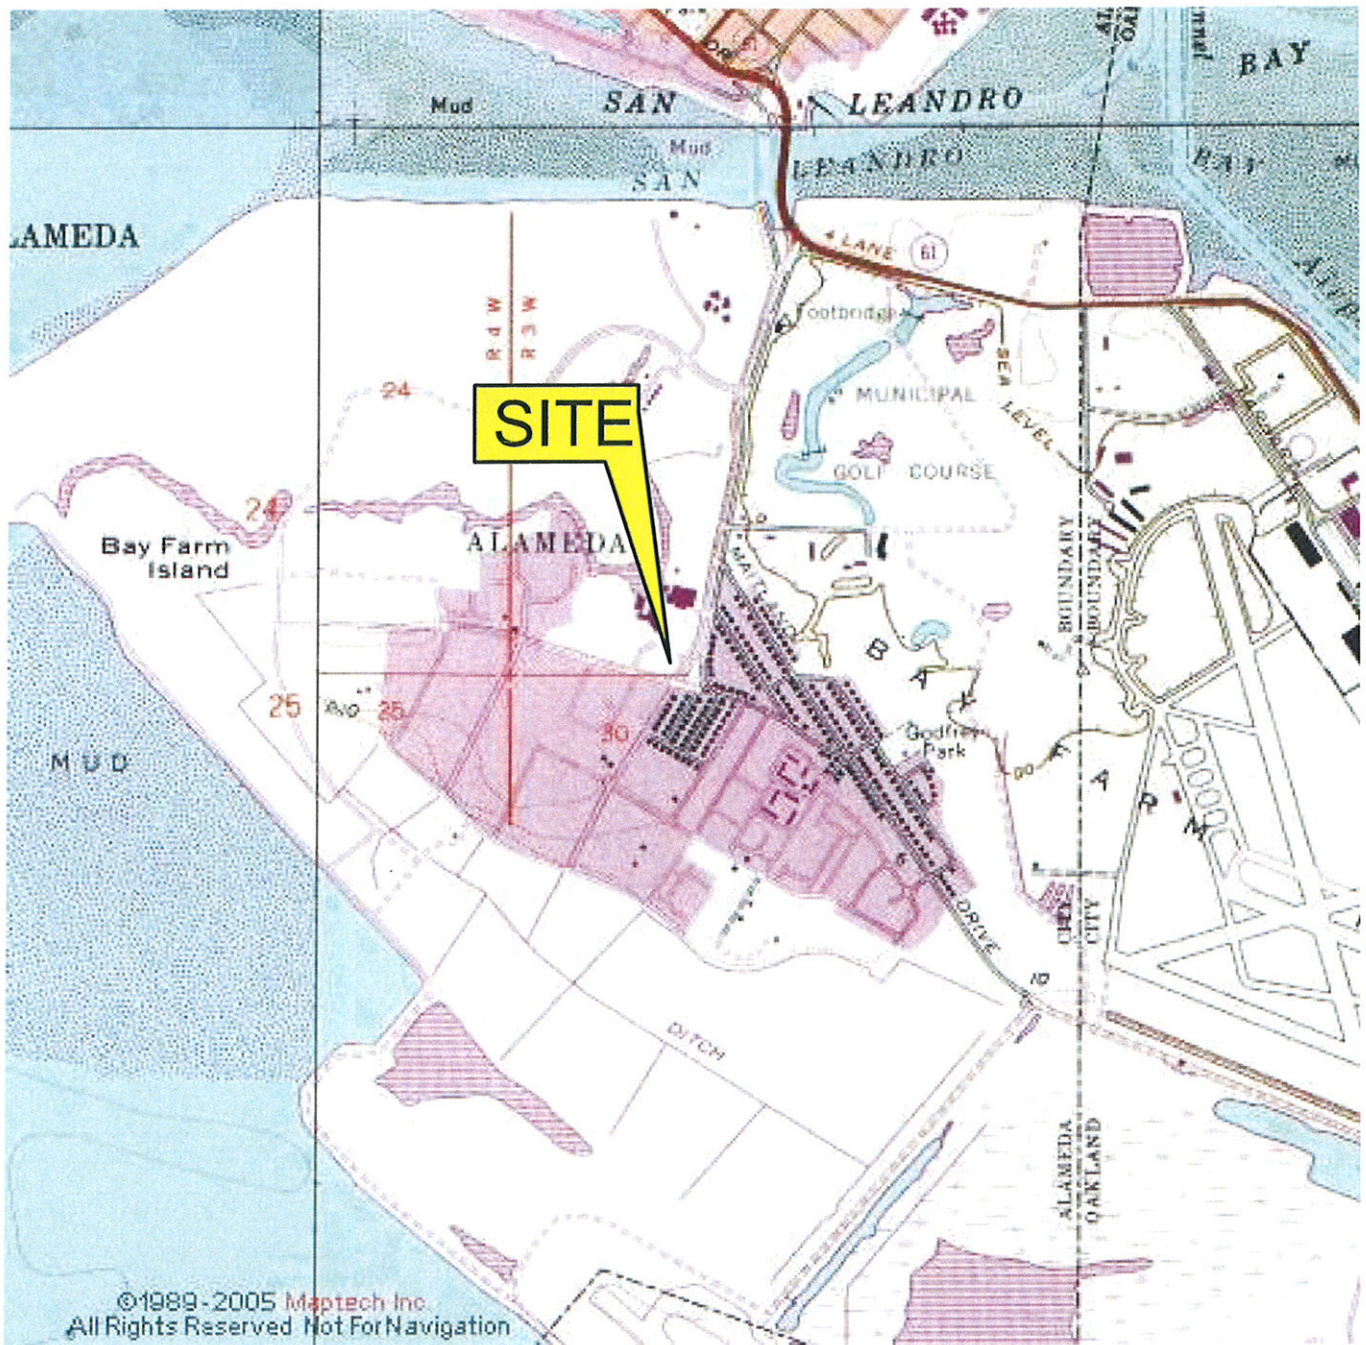 BAY
Mud
SAN
LEANDRO
Mud
SAN
LEANDRO
BAY
LAMEDA
4 LANE
61
R 4 W
R 3 W
Footbridge
24
MUNICIPAL
SEA LEVEL
SITE
GOLF COURSE
24
ALAMEDA
Bay Farm
Island
MAITLAND
BOUNDARY
BOUNDARY
B A Y
25
25
30
Godfrey
Park
MUD
F A R M
DRIVE
CITY
10
DITCH
ALAMEDA
OAKLAND
©1989-2005 Maptech Inc
All Rights Reserved Not For Navigation